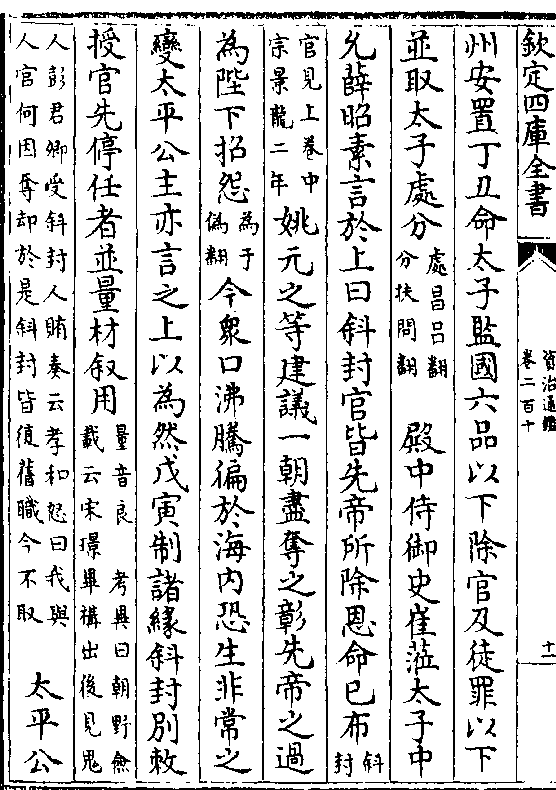 欽定四庫全書
資治通鑑
卷二百十
十一
州安置丁丑命太子監國六品以下除官及徒罪以下
並取太子處分處昌吕翻分扶問翻殿中侍御史崔蒞太子中
允薛昭素言於上曰斜封官皆先帝所除恩命已布斜封
官見上卷中宗景龍二年姚元之等建議一朝盡奪之彰先帝之過
為陛下招怨為于偽翻今衆口沸騰徧於海内恐生非常之
變太平公主亦言之上以為然戊寅制諸緣斜封別敕
授官先停任者並量材叙用量音良考異曰朝野僉載云宋璟畢構出後見鬼
人彭君卿受斜封人賄奏云孝和怒曰我與人官何因奪却於是斜封皆復舊職今不取太平公